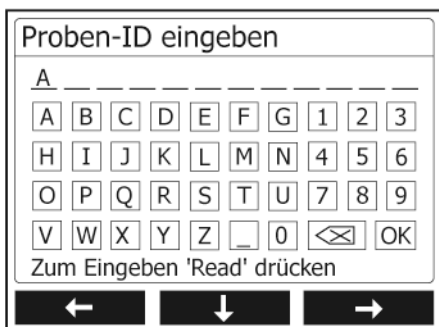 Proben-ID eingeben
A _ _ _ _ _ _ _ _ _
A B C D E F G 1 2 3
H I J K L M N 4 5 6
O P Q R S T U 7 8 9
V W X Y Z _ 0 ⌫ OK
Zum Eingeben 'Read' drücken
← ↓ →